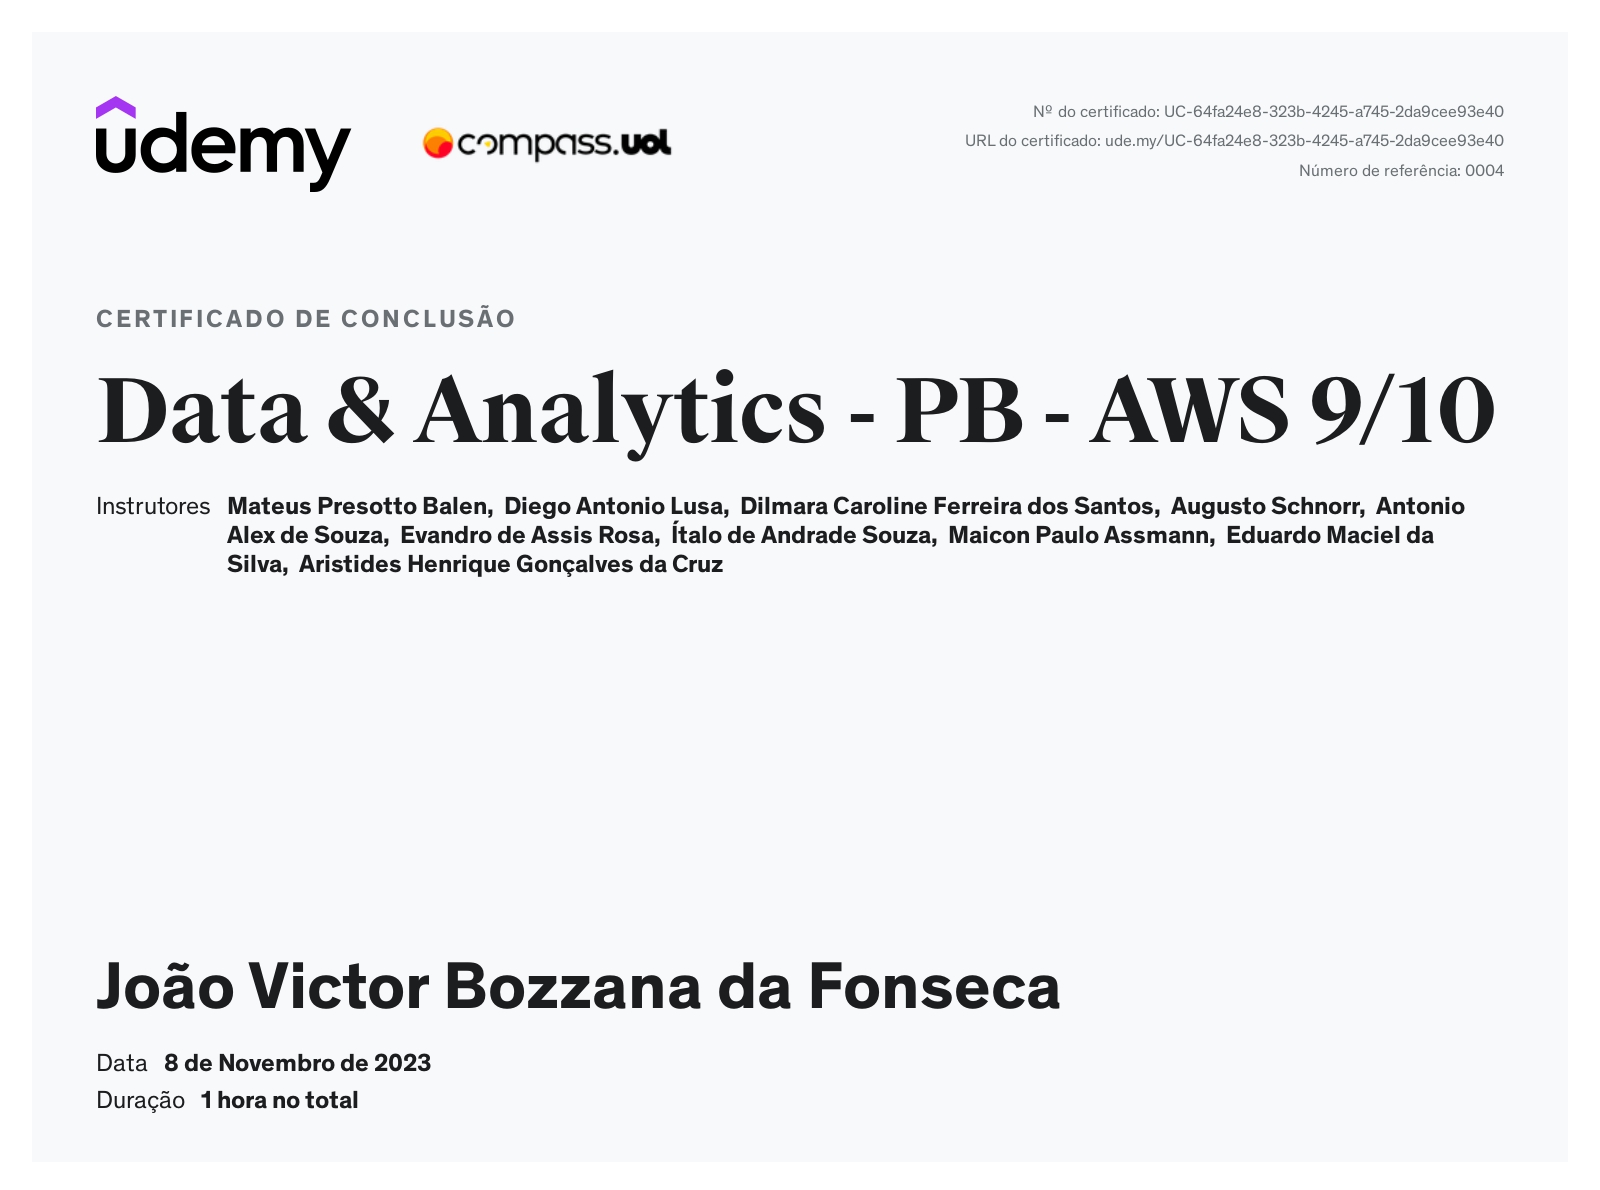 udemy
compass.uol
Nº do certificado: UC-64fa24e8-323b-4245-a745-2da9cee93e40
URL do certificado: ude.my/UC-64fa24e8-323b-4245-a745-2da9cee93e40
Número de referência: 0004
CERTIFICADO DE CONCLUSÃO
Data & Analytics - PB - AWS 9/10
Instrutores Mateus Presotto Balen, Diego Antonio Lusa, Dilmara Caroline Ferreira dos Santos, Augusto Schnorr, Antonio
Alex de Souza, Evandro de Assis Rosa, Ítalo de Andrade Souza, Maicon Paulo Assmann, Eduardo Maciel da
Silva, Aristides Henrique Gonçalves da Cruz
João Victor Bozzana da Fonseca
Data 8 de Novembro de 2023
Duração 1 hora no total